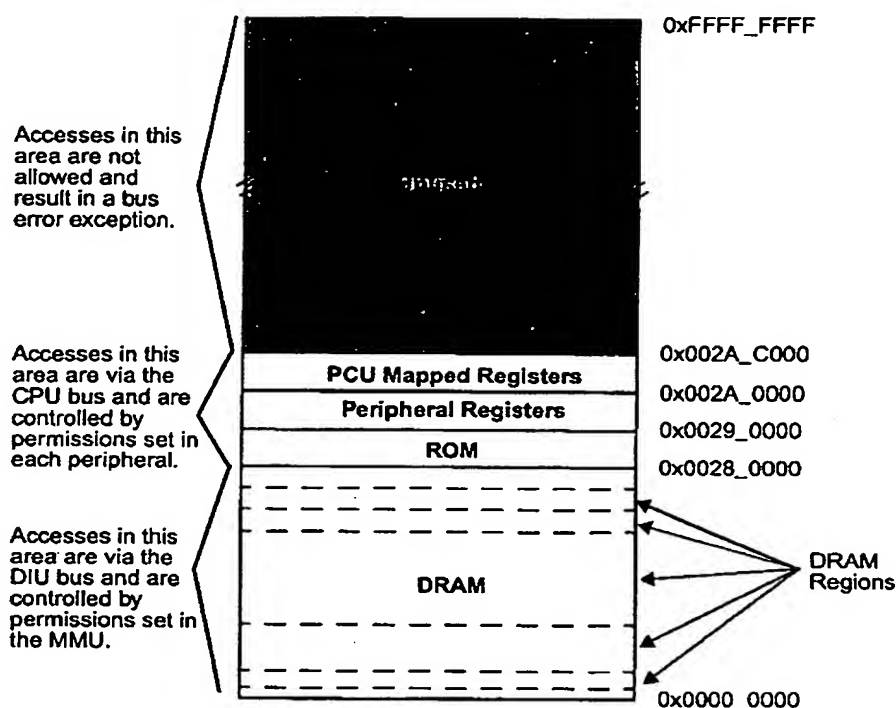 0xFFFF_FFFF
Accesses in this
area are not
allowed and
result in a bus
error exception.
0x002A_C000
PCU Mapped Registers
Accesses in this
area are via the
CPU bus and are
controlled by
permissions set in
each peripheral.
0x002A_0000
Peripheral Registers
0x0029_0000
ROM
0x0028_0000
Accesses in this
area are via the
DIU bus and are
controlled by
permissions set in
the MMU.
DRAM
DRAM
Regions
0x0000_0000